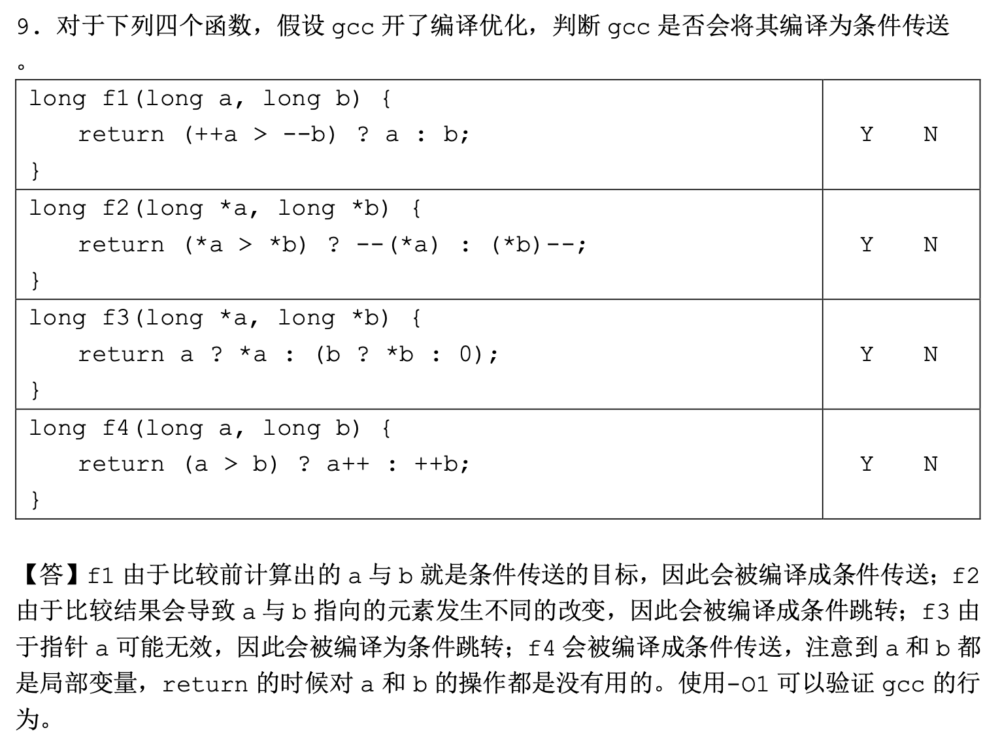 9. 对于下列四个函数，假设 gcc 开了编译优化，判断 gcc 是否会将其编译为条件传送
。
long f1(long a, long b) {
return (++a > --b) ? a : b;
}
Y N
long f2(long *a, long *b) {
return (*a > *b) ? --(*a) : (*b)--;
}
Y N
long f3(long *a, long *b) {
return a ? *a : (b ? *b : 0);
}
Y N
long f4(long a, long b) {
return (a > b) ? a++ : ++b;
}
Y N
【答】f1 由于比较前计算出的 a 与 b 就是条件传送的目标，因此会被编译成条件传送；f2
由于比较结果会导致 a 与 b 指向的元素发生不同的改变，因此会被编译成条件跳转；f3 由
于指针 a 可能无效，因此会被编译为条件跳转；f4 会被编译成条件传送，注意到 a 和 b 都
是局部变量，return 的时候对 a 和 b 的操作都是没有用的。使用-O1 可以验证 gcc 的行
为。